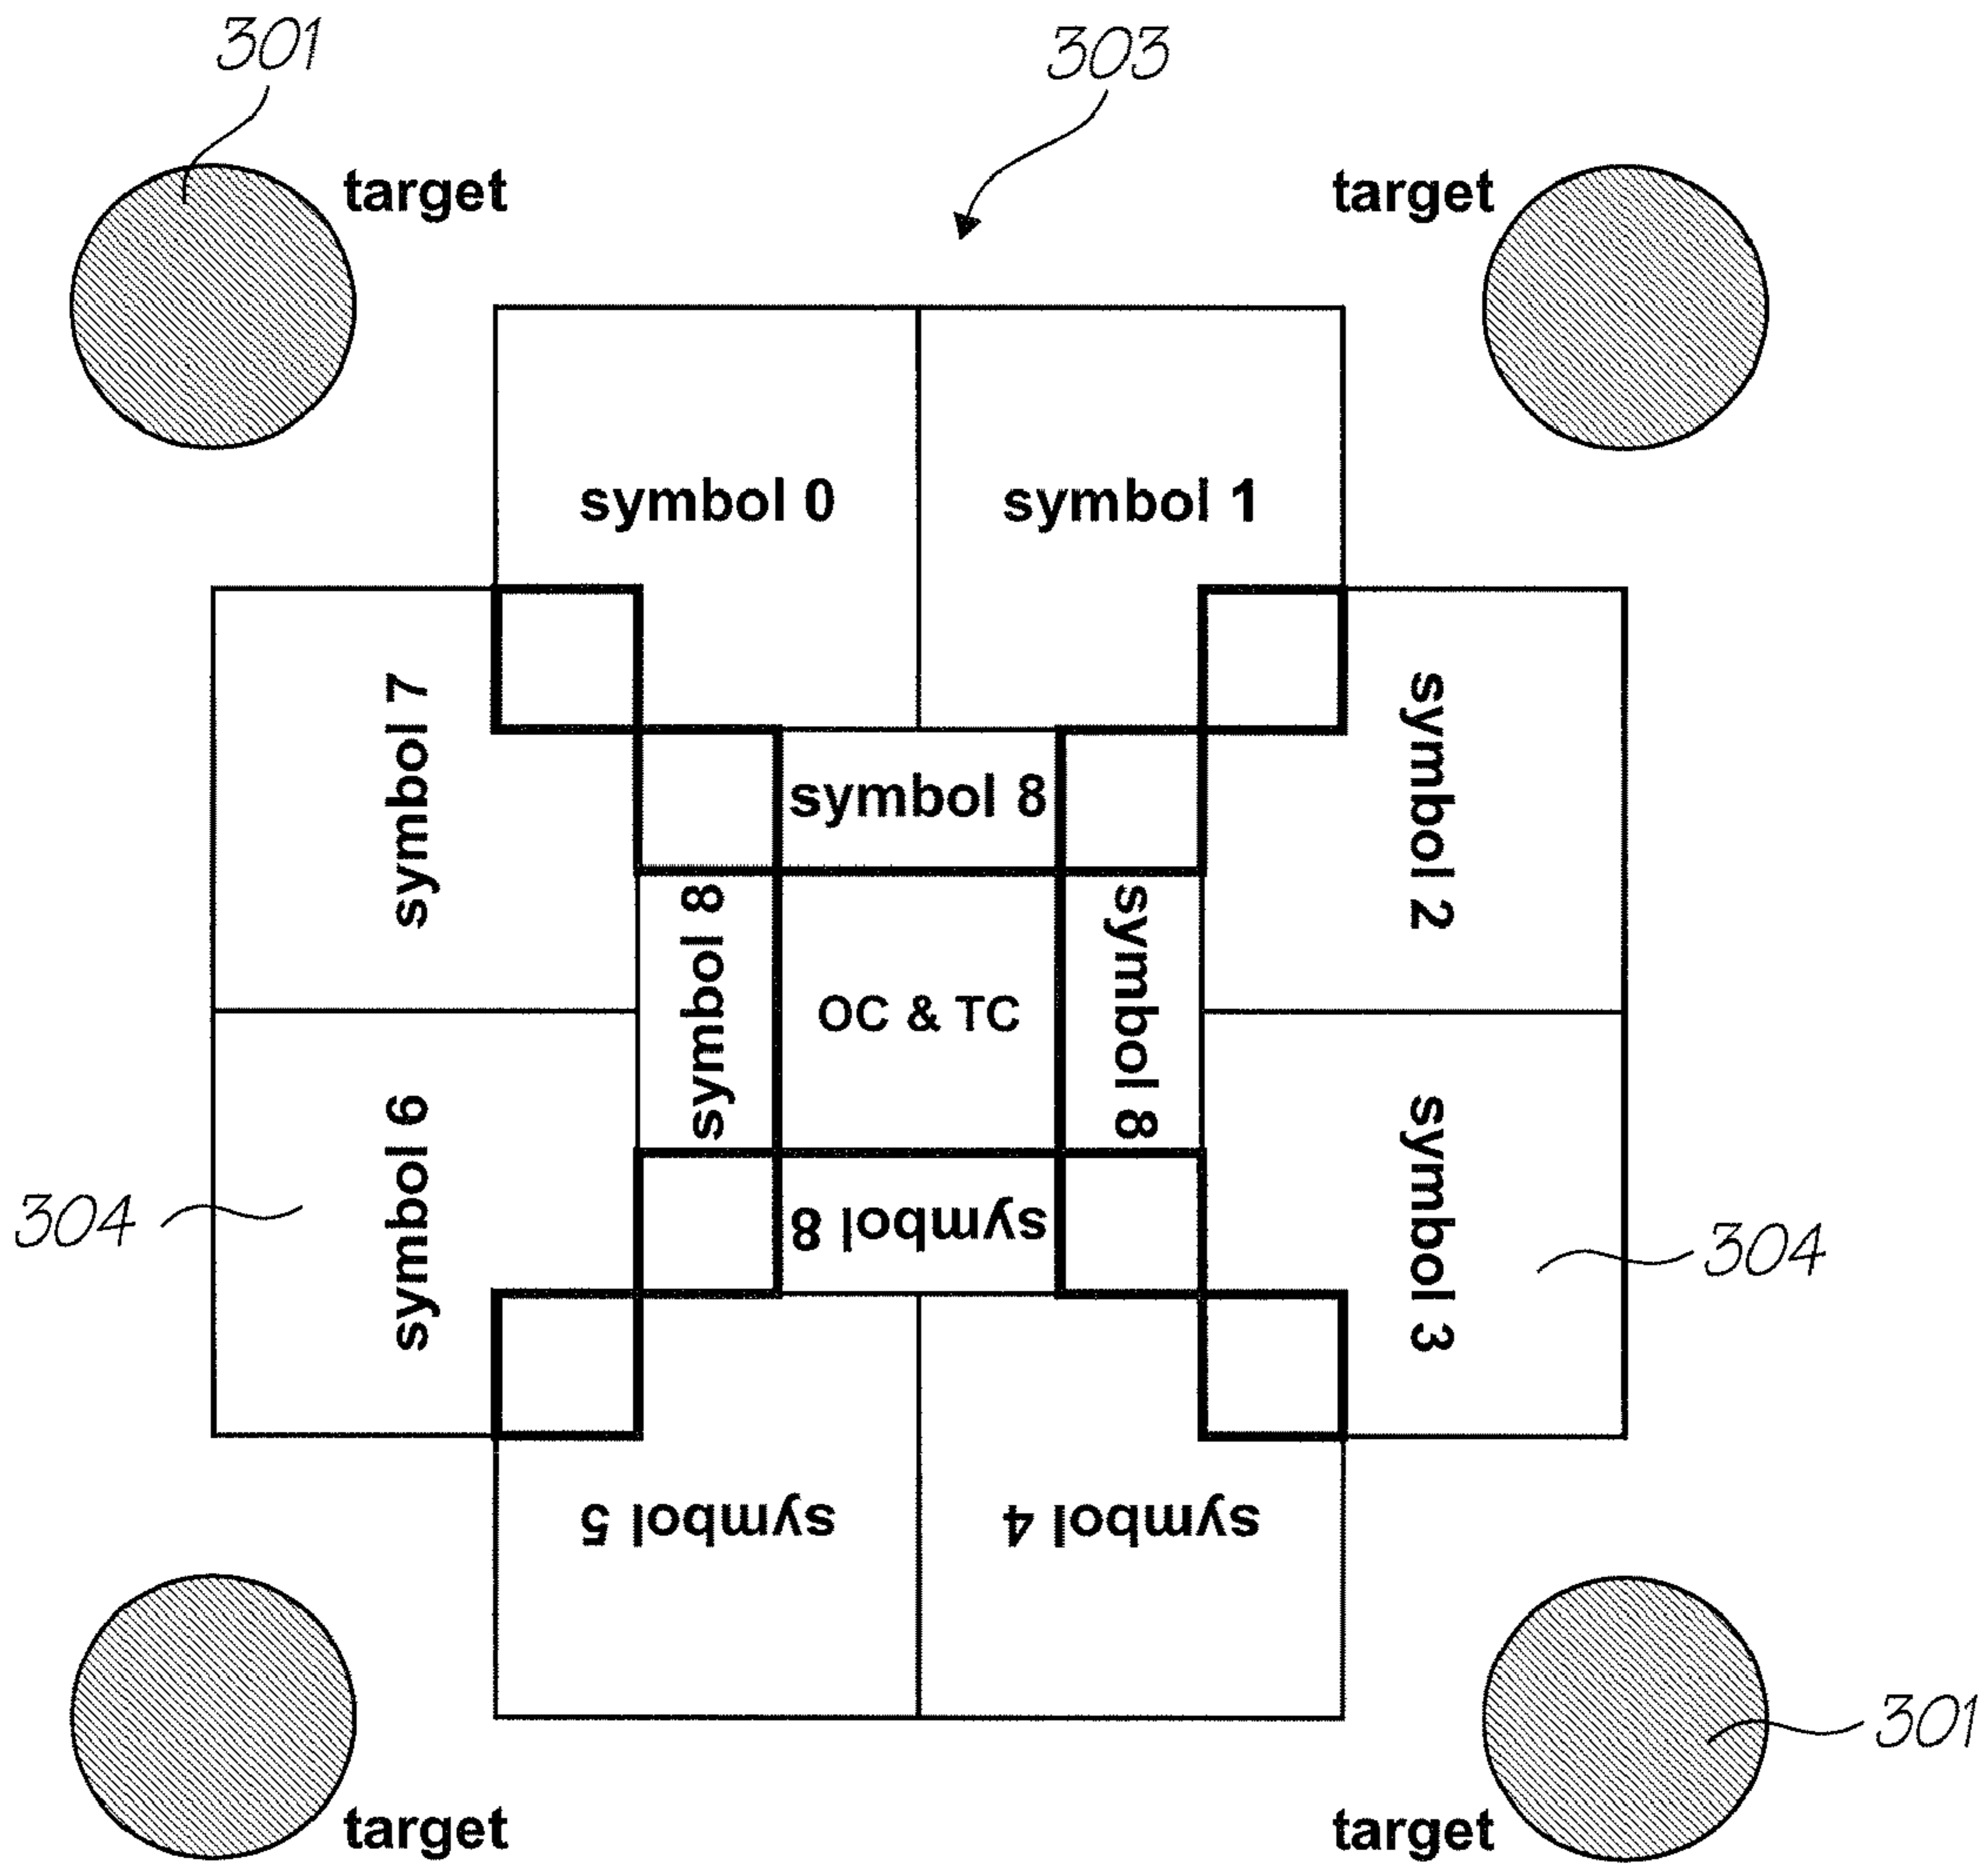 301
303
target
target
symbol 0
symbol 1
symbol 7
symbol 2
symbol 8
symbol 8
OC & TC
symbol 8
symbol 6
symbol 3
304
symbol 8
304
symbol 5
symbol 4
301
target
target